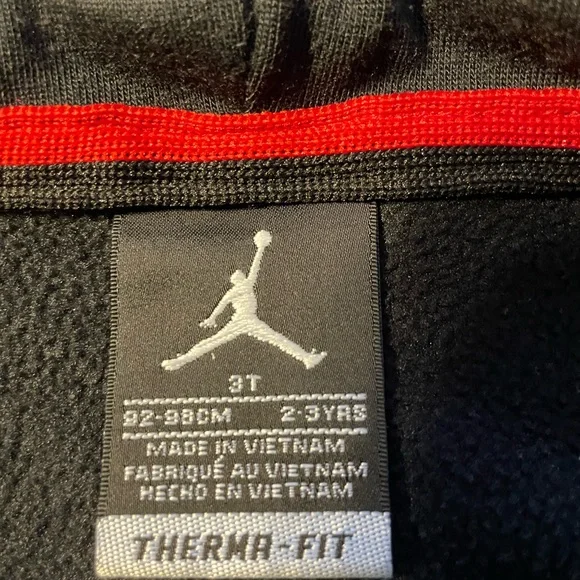 3T
92-98CM 2-3YRS
MADE IN VIETNAM
FABRIQUÉ AU VIETNAM
HECHO EN VIETNAM
THERMA-FIT